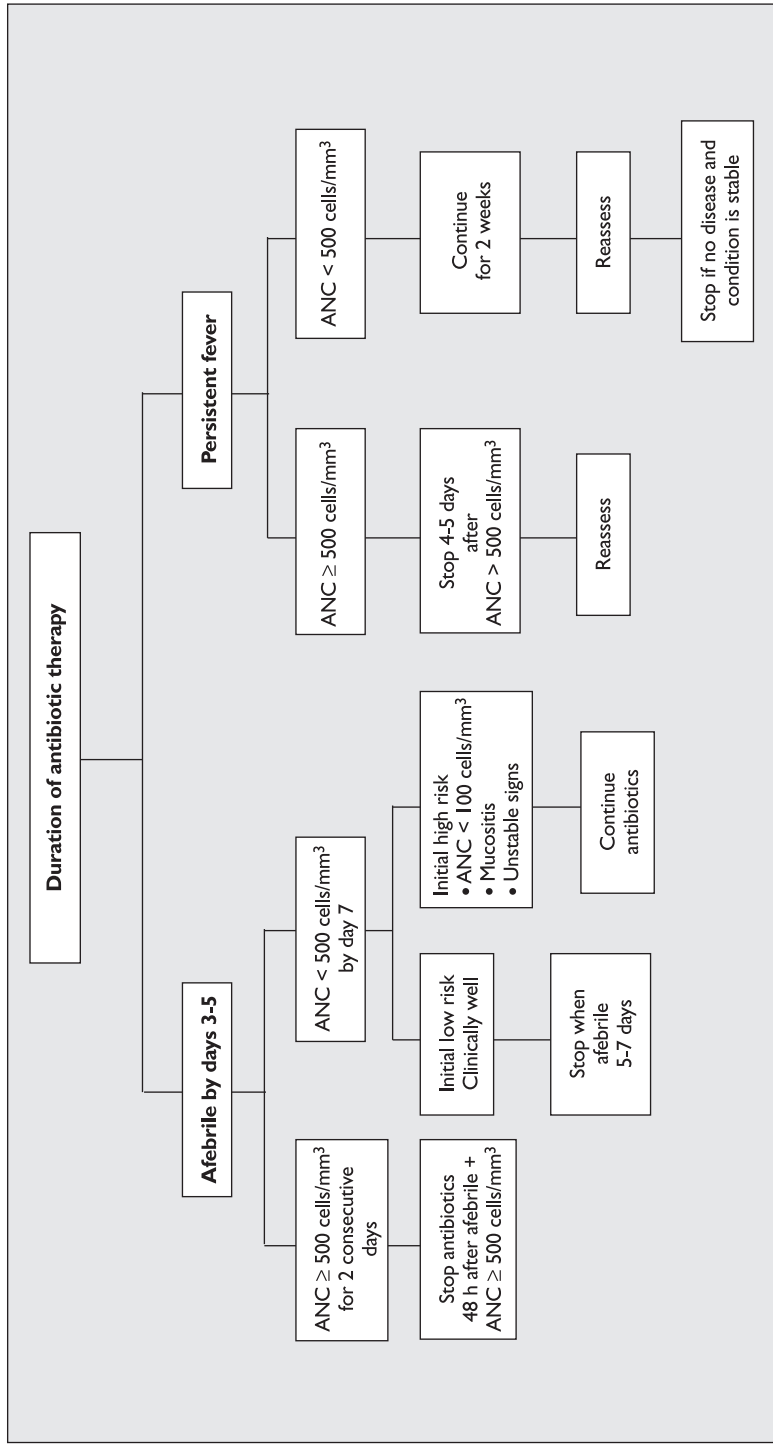 Duration of antibiotic therapy
Afebrile by days 3-5
Persistent fever
ANC ≥ 500 cells/mm³
for 2 consecutive
days
ANC < 500 cells/mm³
by day 7
ANC ≥ 500 cells/mm³
ANC < 500 cells/mm³
Stop antibiotics
48 h after afebrile +
ANC ≥ 500 cells/mm³
Initial low risk
Clinically well
Initial high risk
• ANC < 100 cells/mm³
• Mucositis
• Unstable signs
Stop 4-5 days
after
ANC > 500 cells/mm³
Continue
for 2 weeks
Stop when
afebrile
5-7 days
Continue
antibiotics
Reassess
Reassess
Stop if no disease and
condition is stable